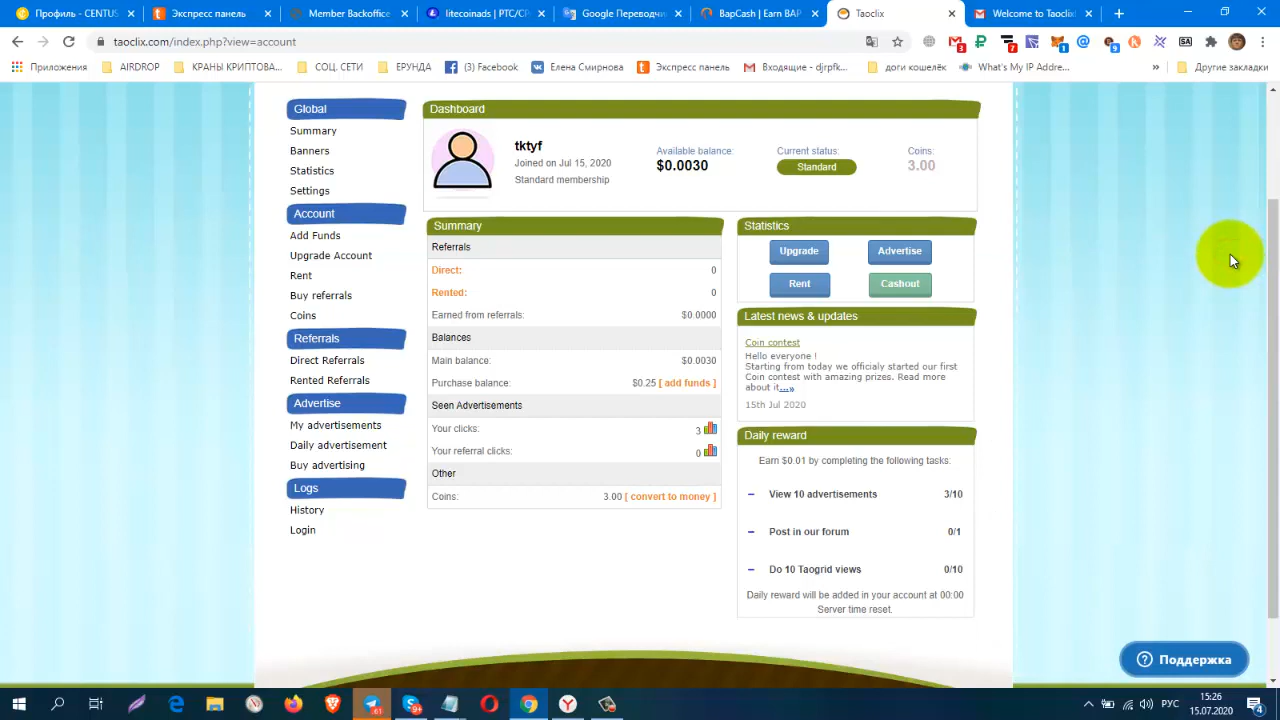 Профиль - CENTUS
Экспресс панель
Member Backoffice
litecoinads | PTC/CP
Google Переводчи
BapCash | Earn BAP
Taoclix
Welcome to Taoclix!
taoclix.com/index.php?view=account
Приложения
AIRDROP
КРАНЫ КРИПТОВА...
СОЦ. СЕТИ
ЕРУНДА
(3) Facebook
Елена Смирнова
Экспресс панель
Входящие - djrpfk...
доги кошелёк
What's My IP Addre...
»
Другие закладки
Global
Summary
Banners
Statistics
Settings
Account
Add Funds
Upgrade Account
Rent
Buy referrals
Coins
Referrals
Direct Referrals
Rented Referrals
Advertise
My advertisements
Daily advertisement
Buy advertising
Logs
History
Login
Dashboard
tktyf
Joined on Jul 15, 2020
Standard membership
Available balance:
$0.0030
Current status:
Standard
Coins:
3.00
Summary
Referrals
Direct: 0
Rented: 0
Earned from referrals: $0.0000
Balances
Main balance: $0.0030
Purchase balance: $0.25 [ add funds ]
Seen Advertisements
Your clicks: 3
Your referral clicks: 0
Other
Coins: 3.00 [ convert to money ]
Statistics
Upgrade
Advertise
Rent
Cashout
Latest news & updates
Coin contest
Hello everyone !
Starting from today we officialy started our first
Coin contest with amazing prizes. Read more
about it...»
15th Jul 2020
Daily reward
Earn $0.01 by completing the following tasks:
View 10 advertisements 3/10
Post in our forum 0/1
Do 10 Taogrid views 0/10
Daily reward will be added in your account at 00:00
Server time reset.
Поддержка
РУС
15:26
15.07.2020